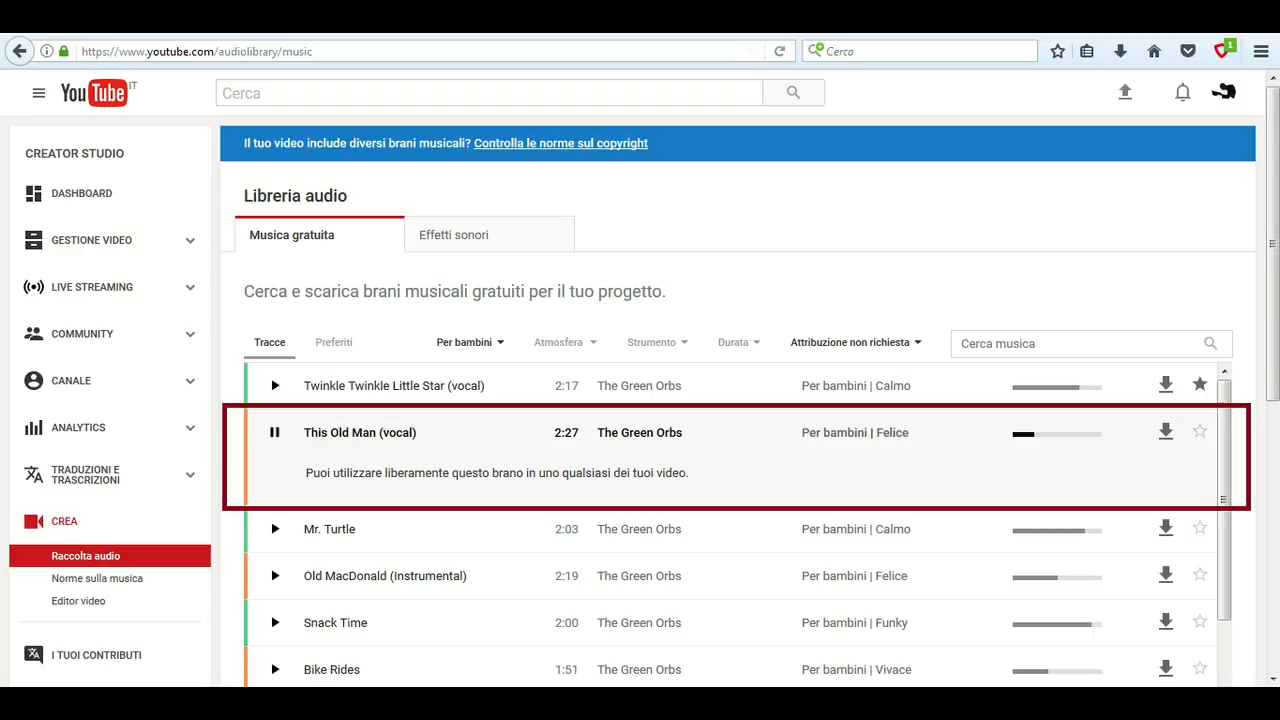 https://www.youtube.com/audiolibrary/music
Cerca
1
YouTube IT
Cerca
CREATOR STUDIO
DASHBOARD
GESTIONE VIDEO
LIVE STREAMING
COMMUNITY
CANALE
ANALYTICS
TRADUZIONI E
TRASCRIZIONI
CREA
Raccolta audio
Norme sulla musica
Editor video
I TUOI CONTRIBUTI
Il tuo video include diversi brani musicali? Controlla le norme sul copyright
Libreria audio
Musica gratuita Effetti sonori
Cerca e scarica brani musicali gratuiti per il tuo progetto.
Tracce Preferiti Per bambini Atmosfera Strumento Durata Attribuzione non richiesta Cerca musica
Twinkle Twinkle Little Star (vocal) 2:17 The Green Orbs Per bambini | Calmo
This Old Man (vocal) 2:27 The Green Orbs Per bambini | Felice
Puoi utilizzare liberamente questo brano in uno qualsiasi dei tuoi video.
Mr. Turtle 2:03 The Green Orbs Per bambini | Calmo
Old MacDonald (Instrumental) 2:19 The Green Orbs Per bambini | Felice
Snack Time 2:00 The Green Orbs Per bambini | Funky
Bike Rides 1:51 The Green Orbs Per bambini | Vivace